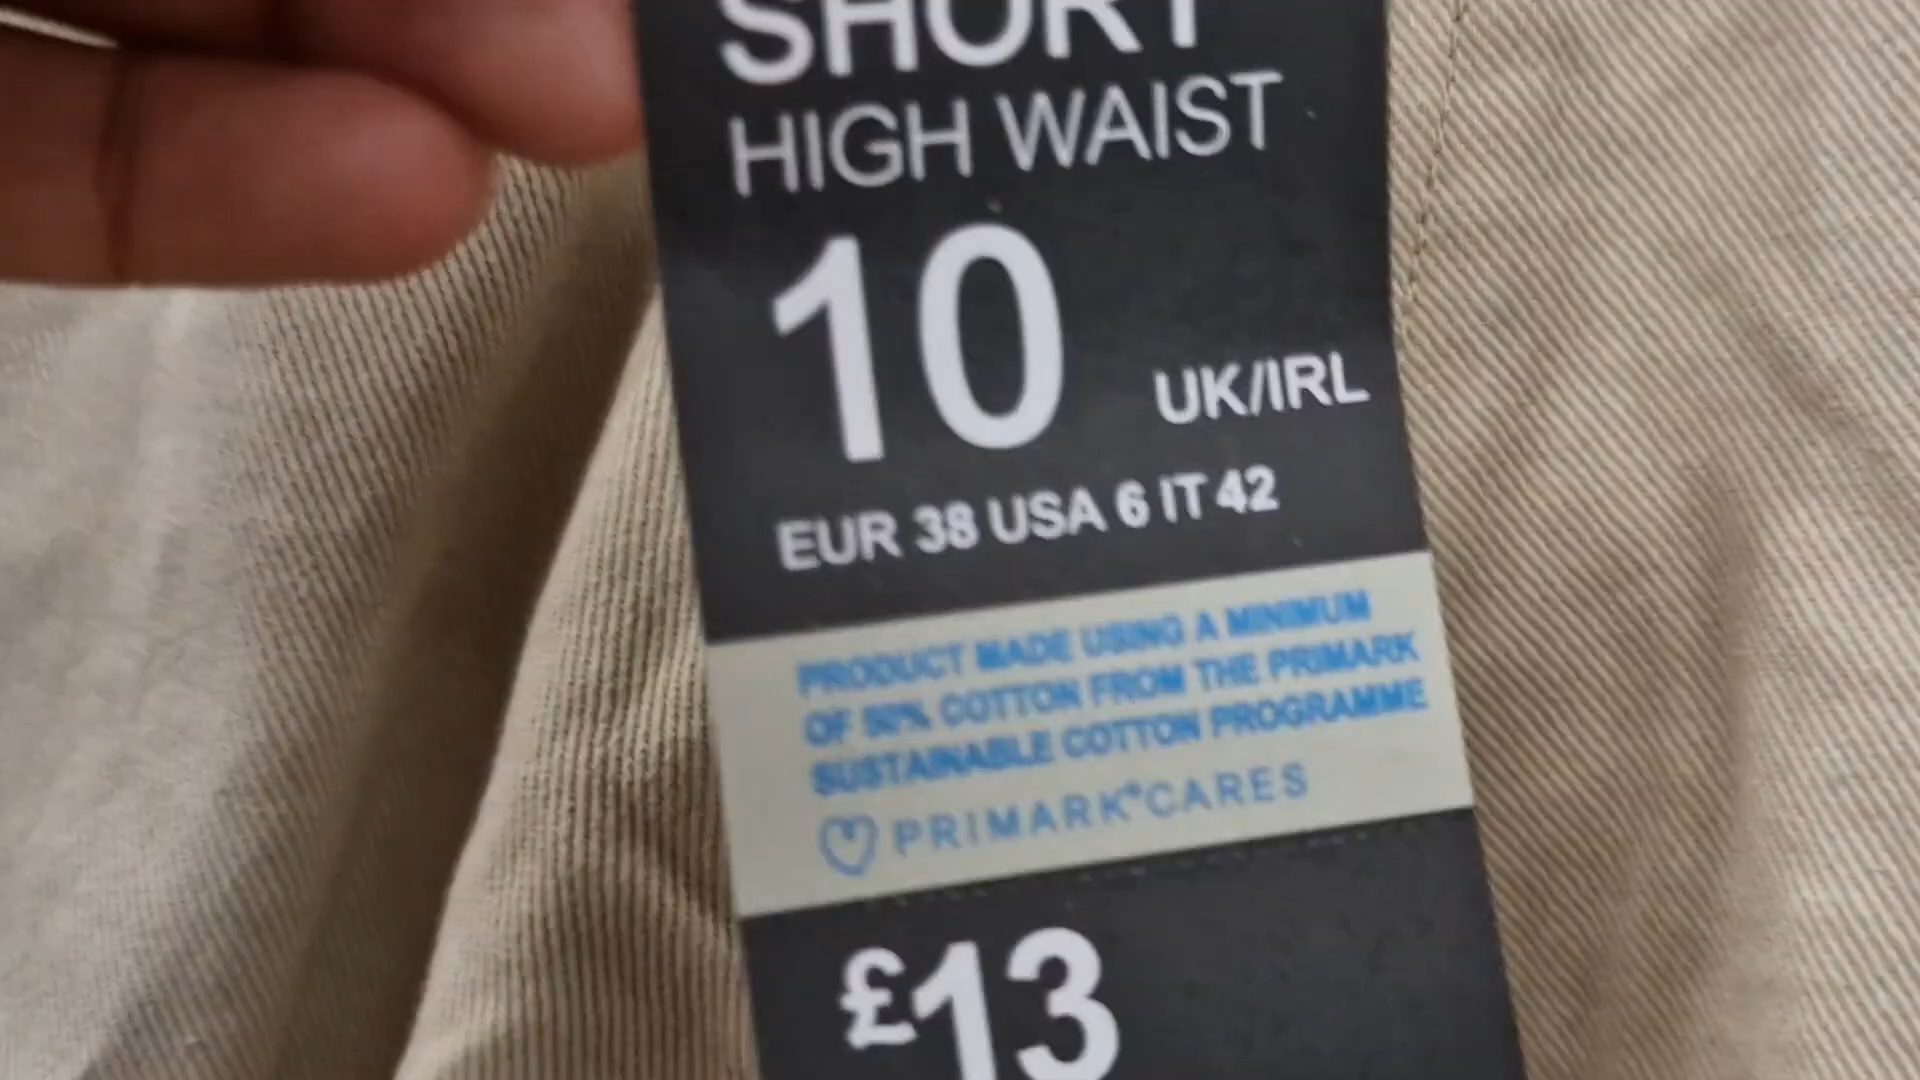 SHORT
HIGH WAIST
10 UK/IRL
EUR 38 USA 6 IT 42
PRODUCT MADE USING A MINIMUM
OF 50% COTTON FROM THE PRIMARK
SUSTAINABLE COTTON PROGRAMME
PRIMARK®CARES
£13